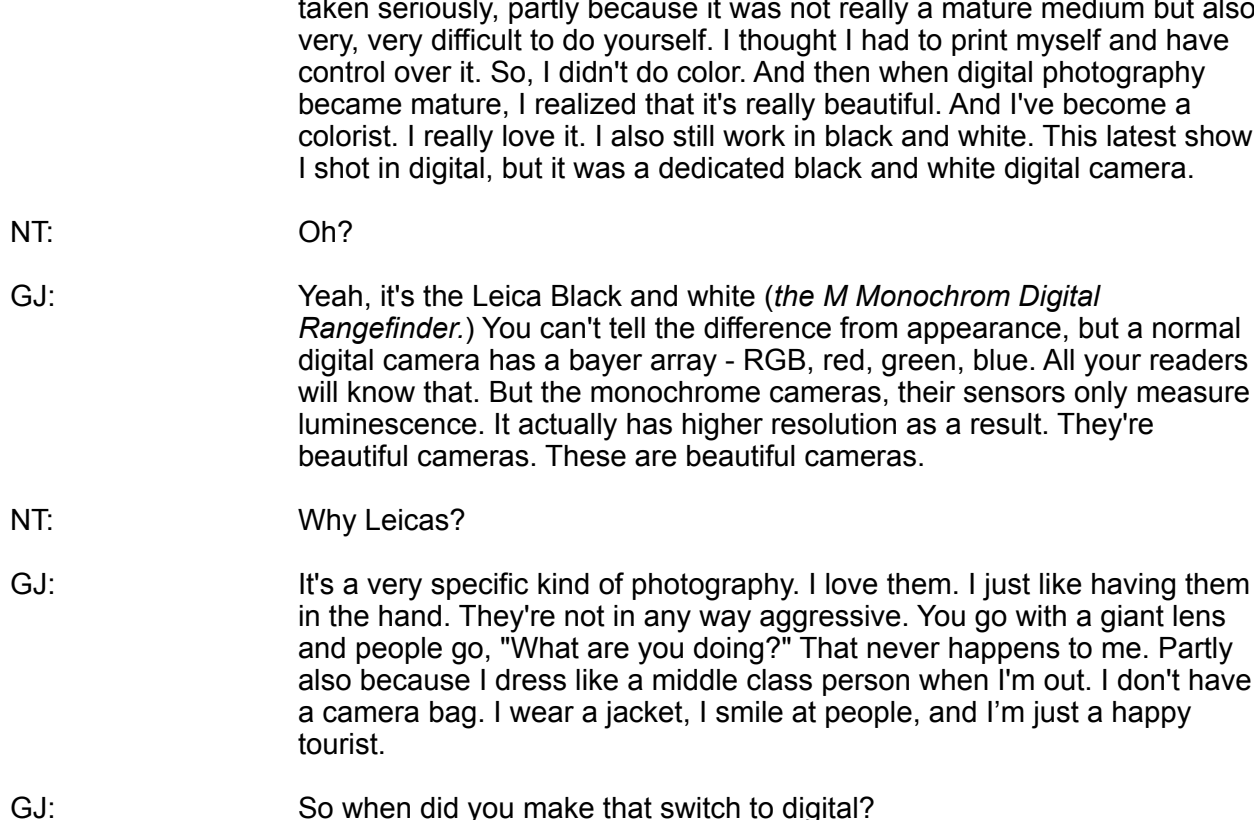 taken seriously, partly because it was not really a mature medium but also
very, very difficult to do yourself. I thought I had to print myself and have
control over it. So, I didn't do color. And then when digital photography
became mature, I realized that it's really beautiful. And I've become a
colorist. I really love it. I also still work in black and white. This latest show
I shot in digital, but it was a dedicated black and white digital camera.
NT: Oh?
GJ: Yeah, it's the Leica Black and white (the M Monochrom Digital
Rangefinder.) You can't tell the difference from appearance, but a normal
digital camera has a bayer array - RGB, red, green, blue. All your readers
will know that. But the monochrome cameras, their sensors only measure
luminescence. It actually has higher resolution as a result. They're
beautiful cameras. These are beautiful cameras.
NT: Why Leicas?
GJ: It's a very specific kind of photography. I love them. I just like having them
in the hand. They're not in any way aggressive. You go with a giant lens
and people go, "What are you doing?" That never happens to me. Partly
also because I dress like a middle class person when I'm out. I don't have
a camera bag. I wear a jacket, I smile at people, and I’m just a happy
tourist.
GJ: So when did you make that switch to digital?